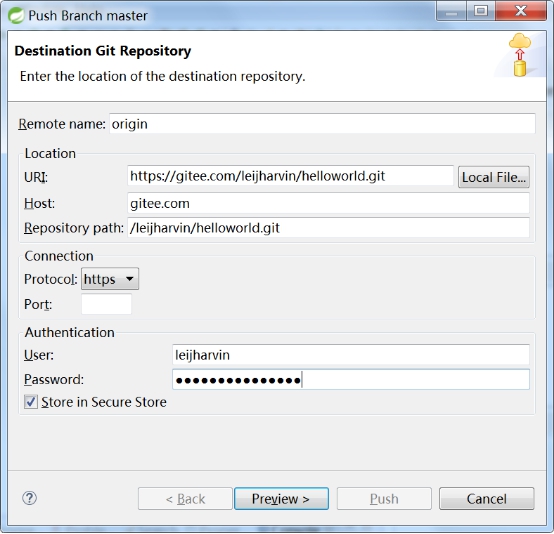 Push Branch master
Destination Git Repository
Enter the location of the destination repository.
Remote name: origin
Location
URI: https://gitee.com/leijharvin/helloworld.git Local File...
Host: gitee.com
Repository path: /leijharvin/helloworld.git
Connection
Protocol: https
Port:
Authentication
User: leijharvin
Password: ●●●●●●●●●●●●●●●
Store in Secure Store
< Back Preview > Push Cancel